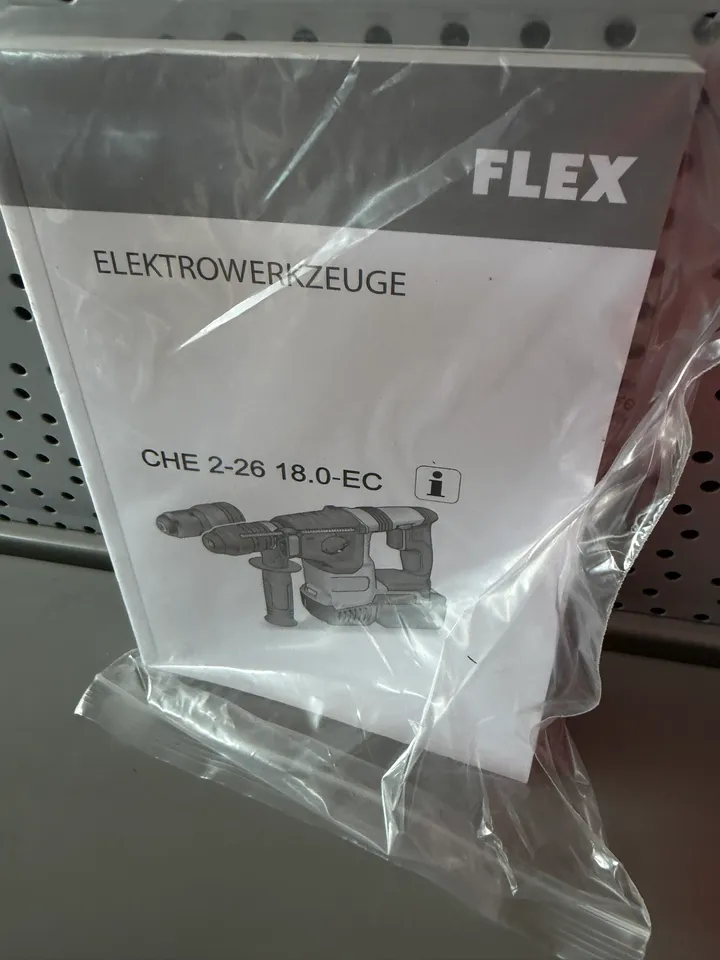 FLEX
ELEKTROWERKZEUGE
CHE 2-26 18.0-EC
i